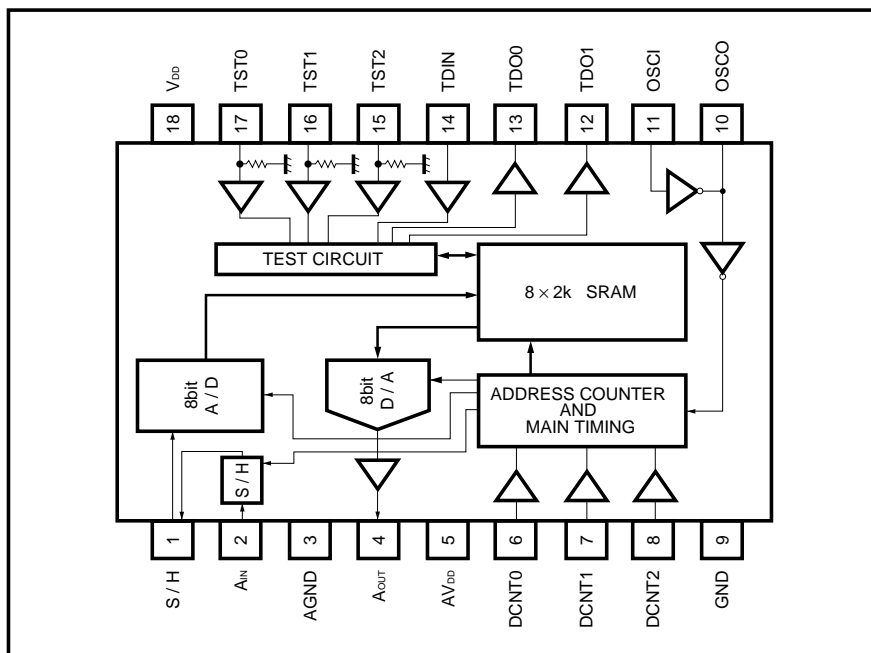 VDD
TST0
TST1
TST2
TDIN
TDO0
TDO1
OSCI
OSCO
18
17
16
15
14
13
12
11
10
TEST CIRCUIT
8 × 2k SRAM
8bit
A / D
8bit
D / A
ADDRESS COUNTER
AND
MAIN TIMING
S / H
1
2
3
4
5
6
7
8
9
S / H
AIN
AGND
AOUT
AVDD
DCNT0
DCNT1
DCNT2
GND